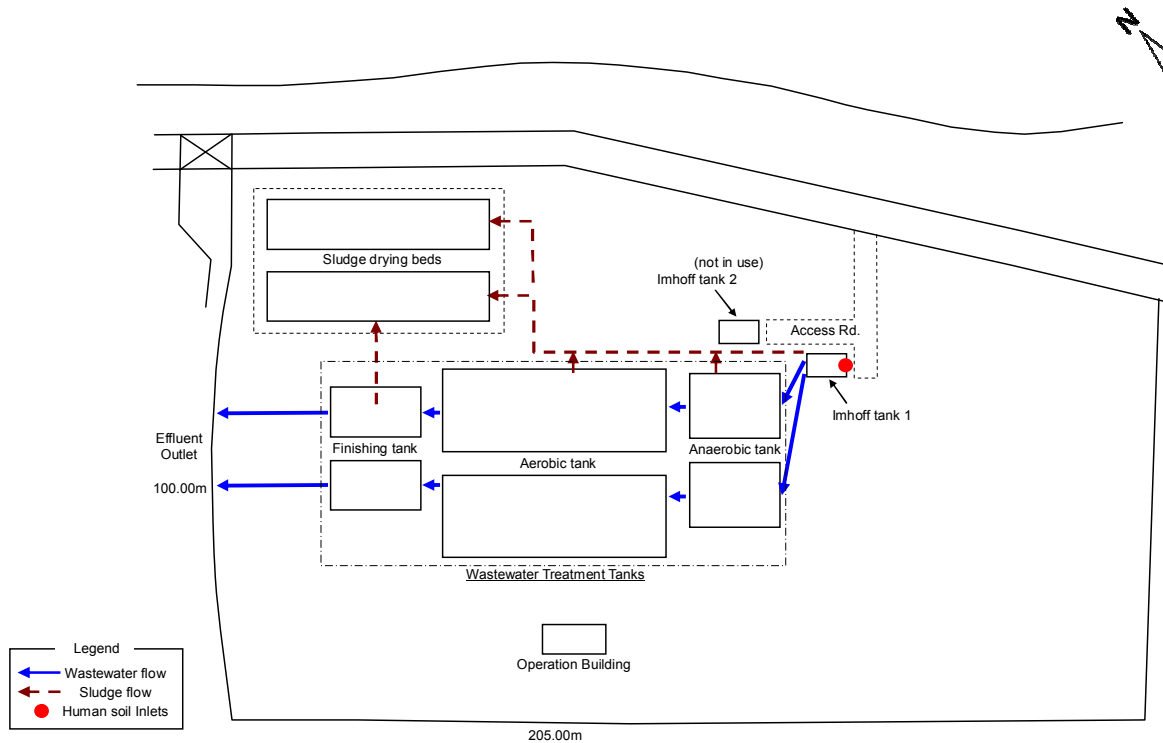 N
Sludge drying beds
(not in use)
Imhoff tank 2
Access Rd.
Imhoff tank 1
Effluent
Outlet
Finishing tank
Aerobic tank
Anaerobic tank
100.00m
Wastewater Treatment Tanks
Operation Building
Legend
Wastewater flow
Sludge flow
Human soil Inlets
205.00m